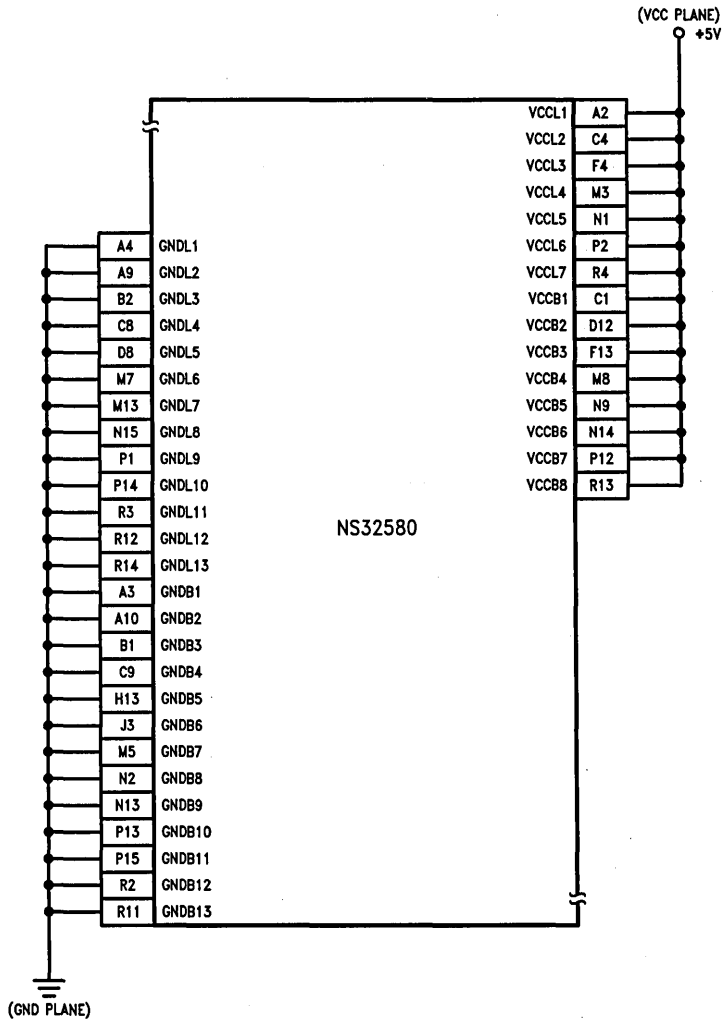 (VCC PLANE)
+5V
VCCL1 A2
VCCL2 C4
VCCL3 F4
VCCL4 M3
VCCL5 N1
A4 GNDL1 VCCL6 P2
A9 GNDL2 VCCL7 R4
B2 GNDL3 VCCB1 C1
C8 GNDL4 VCCB2 D12
D8 GNDL5 VCCB3 F13
M7 GNDL6 VCCB4 M8
M13 GNDL7 VCCB5 N9
N15 GNDL8 VCCB6 N14
P1 GNDL9 VCCB7 P12
P14 GNDL10 VCCB8 R13
R3 GNDL11
NS32580
R12 GNDL12
R14 GNDL13
A3 GNDB1
A10 GNDB2
B1 GNDB3
C9 GNDB4
H13 GNDB5
J3 GNDB6
M5 GNDB7
N2 GNDB8
N13 GNDB9
P13 GNDB10
P15 GNDB11
R2 GNDB12
R11 GNDB13
(GND PLANE)